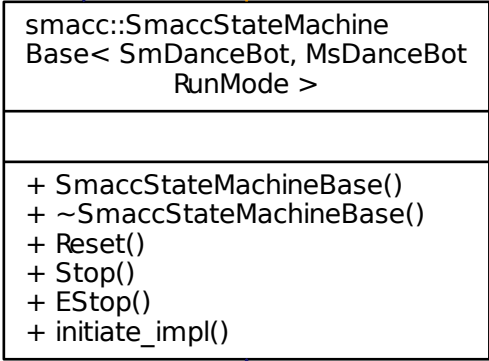 smacc::SmaccStateMachine
Base< SmDanceBot, MsDanceBot
RunMode >
+ SmaccStateMachineBase()
+ ~SmaccStateMachineBase()
+ Reset()
+ Stop()
+ EStop()
+ initiate_impl()